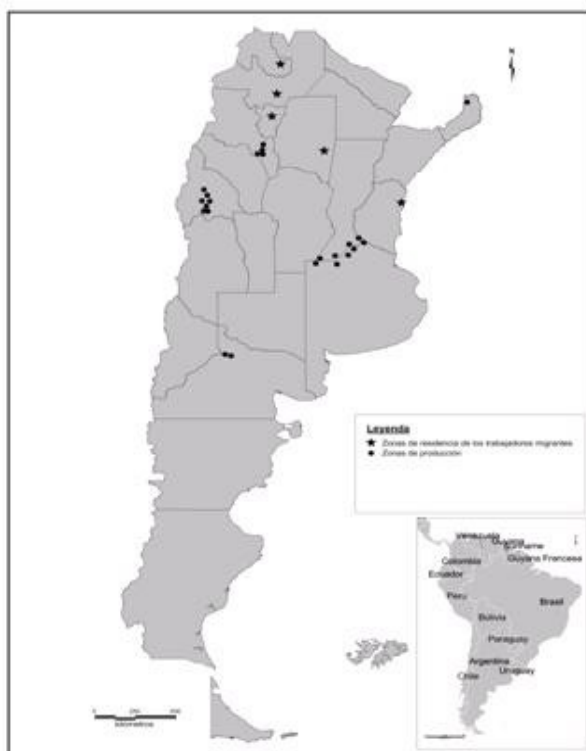 N
Leyenda
Zonas de residencia de los trabajadores migrantes
Zonas de producción
Venezuela
Guyana
Suriname
Guyana Francesa
Colombia
Ecuador
Peru
Brasil
Bolivia
Paraguay
Argentina
Uruguay
Chile
kilometros